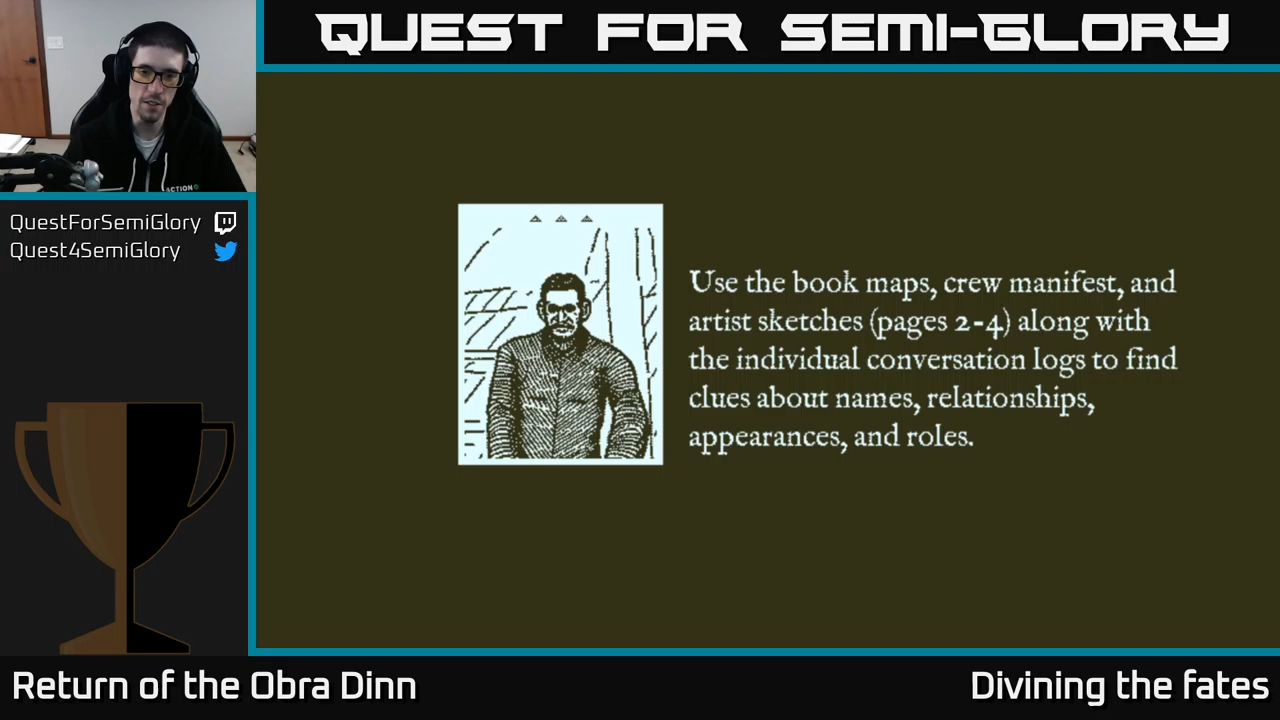 QUEST FOR SEMI-GLORY
ACTION
QuestForSemiGlory
Quest4SemiGlory
Use the book maps, crew manifest, and
artist sketches (pages 2-4) along with
the individual conversation logs to find
clues about names, relationships,
appearances, and roles.
Return of the Obra Dinn
Divining the fates